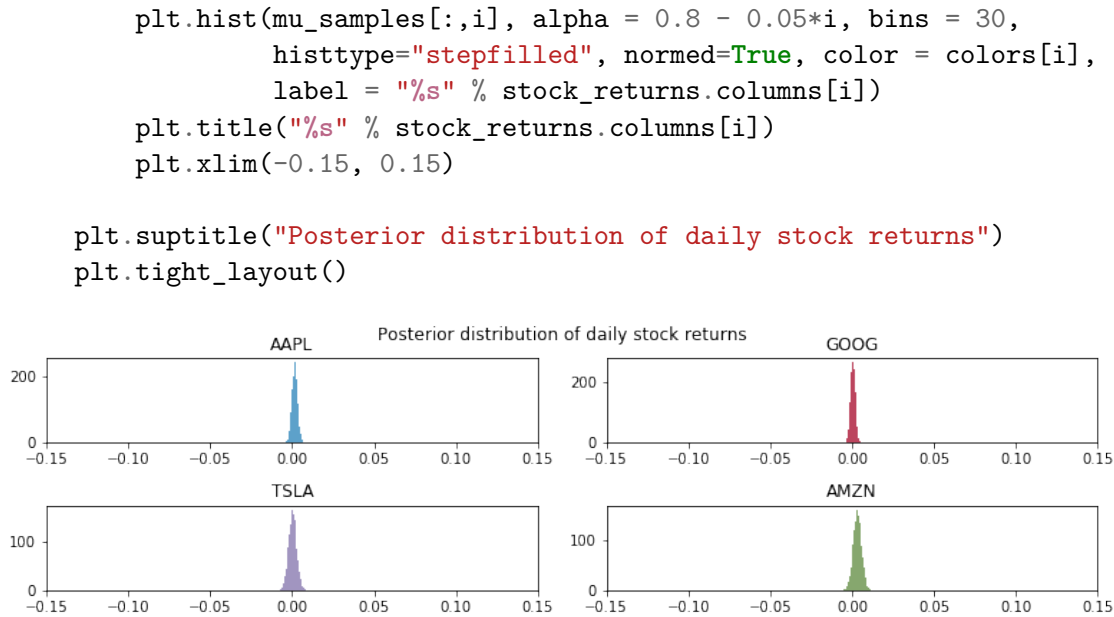 plt.hist(mu_samples[:,i], alpha = 0.8 - 0.05*i, bins = 30,
histtype="stepfilled", normed=True, color = colors[i],
label = "%s" % stock_returns.columns[i])
plt.title("%s" % stock_returns.columns[i])
plt.xlim(-0.15, 0.15)
plt.suptitle("Posterior distribution of daily stock returns")
plt.tight_layout()
Posterior distribution of daily stock returns
AAPL
200
0
−0.15 −0.10 −0.05 0.00 0.05 0.10 0.15
GOOG
200
0
−0.15 −0.10 −0.05 0.00 0.05 0.10 0.15
TSLA
100
0
−0.15 −0.10 −0.05 0.00 0.05 0.10 0.15
AMZN
100
0
−0.15 −0.10 −0.05 0.00 0.05 0.10 0.15